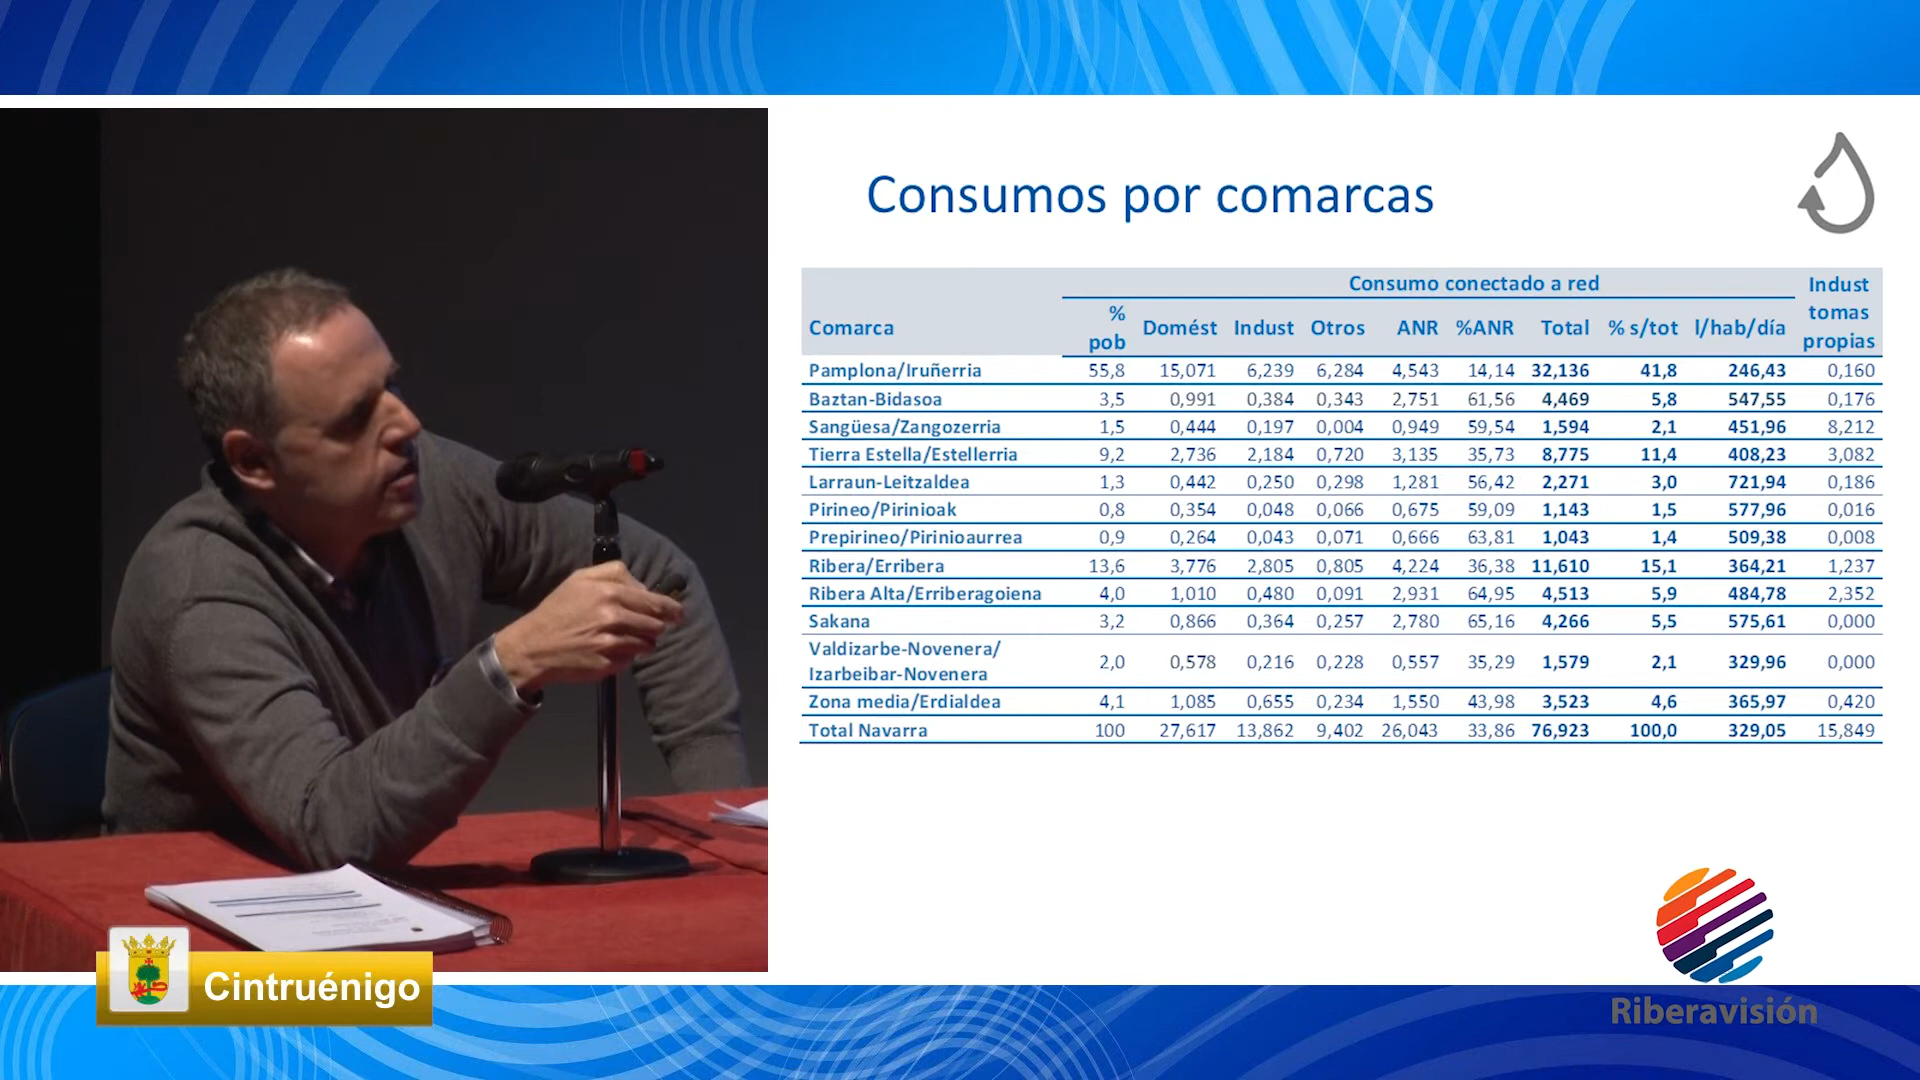 Consumos por comarcas
Consumo conectado a red
Indust tomas propias
Comarca % pob Domést Indust Otros ANR %ANR Total % s/tot l/hab/día
Pamplona/Iruñerria 55,8 15,071 6,239 6,284 4,543 14,14 32,136 41,8 246,43 0,160
Baztan-Bidasoa 3,5 0,991 0,384 0,343 2,751 61,56 4,469 5,8 547,55 0,176
Sangüesa/Zangozerria 1,5 0,444 0,197 0,004 0,949 59,54 1,594 2,1 451,96 8,212
Tierra Estella/Estellerria 9,2 2,736 2,184 0,720 3,135 35,73 8,775 11,4 408,23 3,082
Larraun-Leitzaldea 1,3 0,442 0,250 0,298 1,281 56,42 2,271 3,0 721,94 0,186
Pirineo/Pirinioak 0,8 0,354 0,048 0,066 0,675 59,09 1,143 1,5 577,96 0,016
Prepirineo/Pirinioaurrea 0,9 0,264 0,043 0,071 0,666 63,81 1,043 1,4 509,38 0,008
Ribera/Erribera 13,6 3,776 2,805 0,805 4,224 36,38 11,610 15,1 364,21 1,237
Ribera Alta/Erriberagoiena 4,0 1,010 0,480 0,091 2,931 64,95 4,513 5,9 484,78 2,352
Sakana 3,2 0,866 0,364 0,257 2,780 65,16 4,266 5,5 575,61 0,000
Valdizarbe-Novenera/
Izarbeibar-Novenera 2,0 0,578 0,216 0,228 0,557 35,29 1,579 2,1 329,96 0,000
Zona media/Erdialdea 4,1 1,085 0,655 0,234 1,550 43,98 3,523 4,6 365,97 0,420
Total Navarra 100 27,617 13,862 9,402 26,043 33,86 76,923 100,0 329,05 15,849
Cintruénigo
Riberavisión